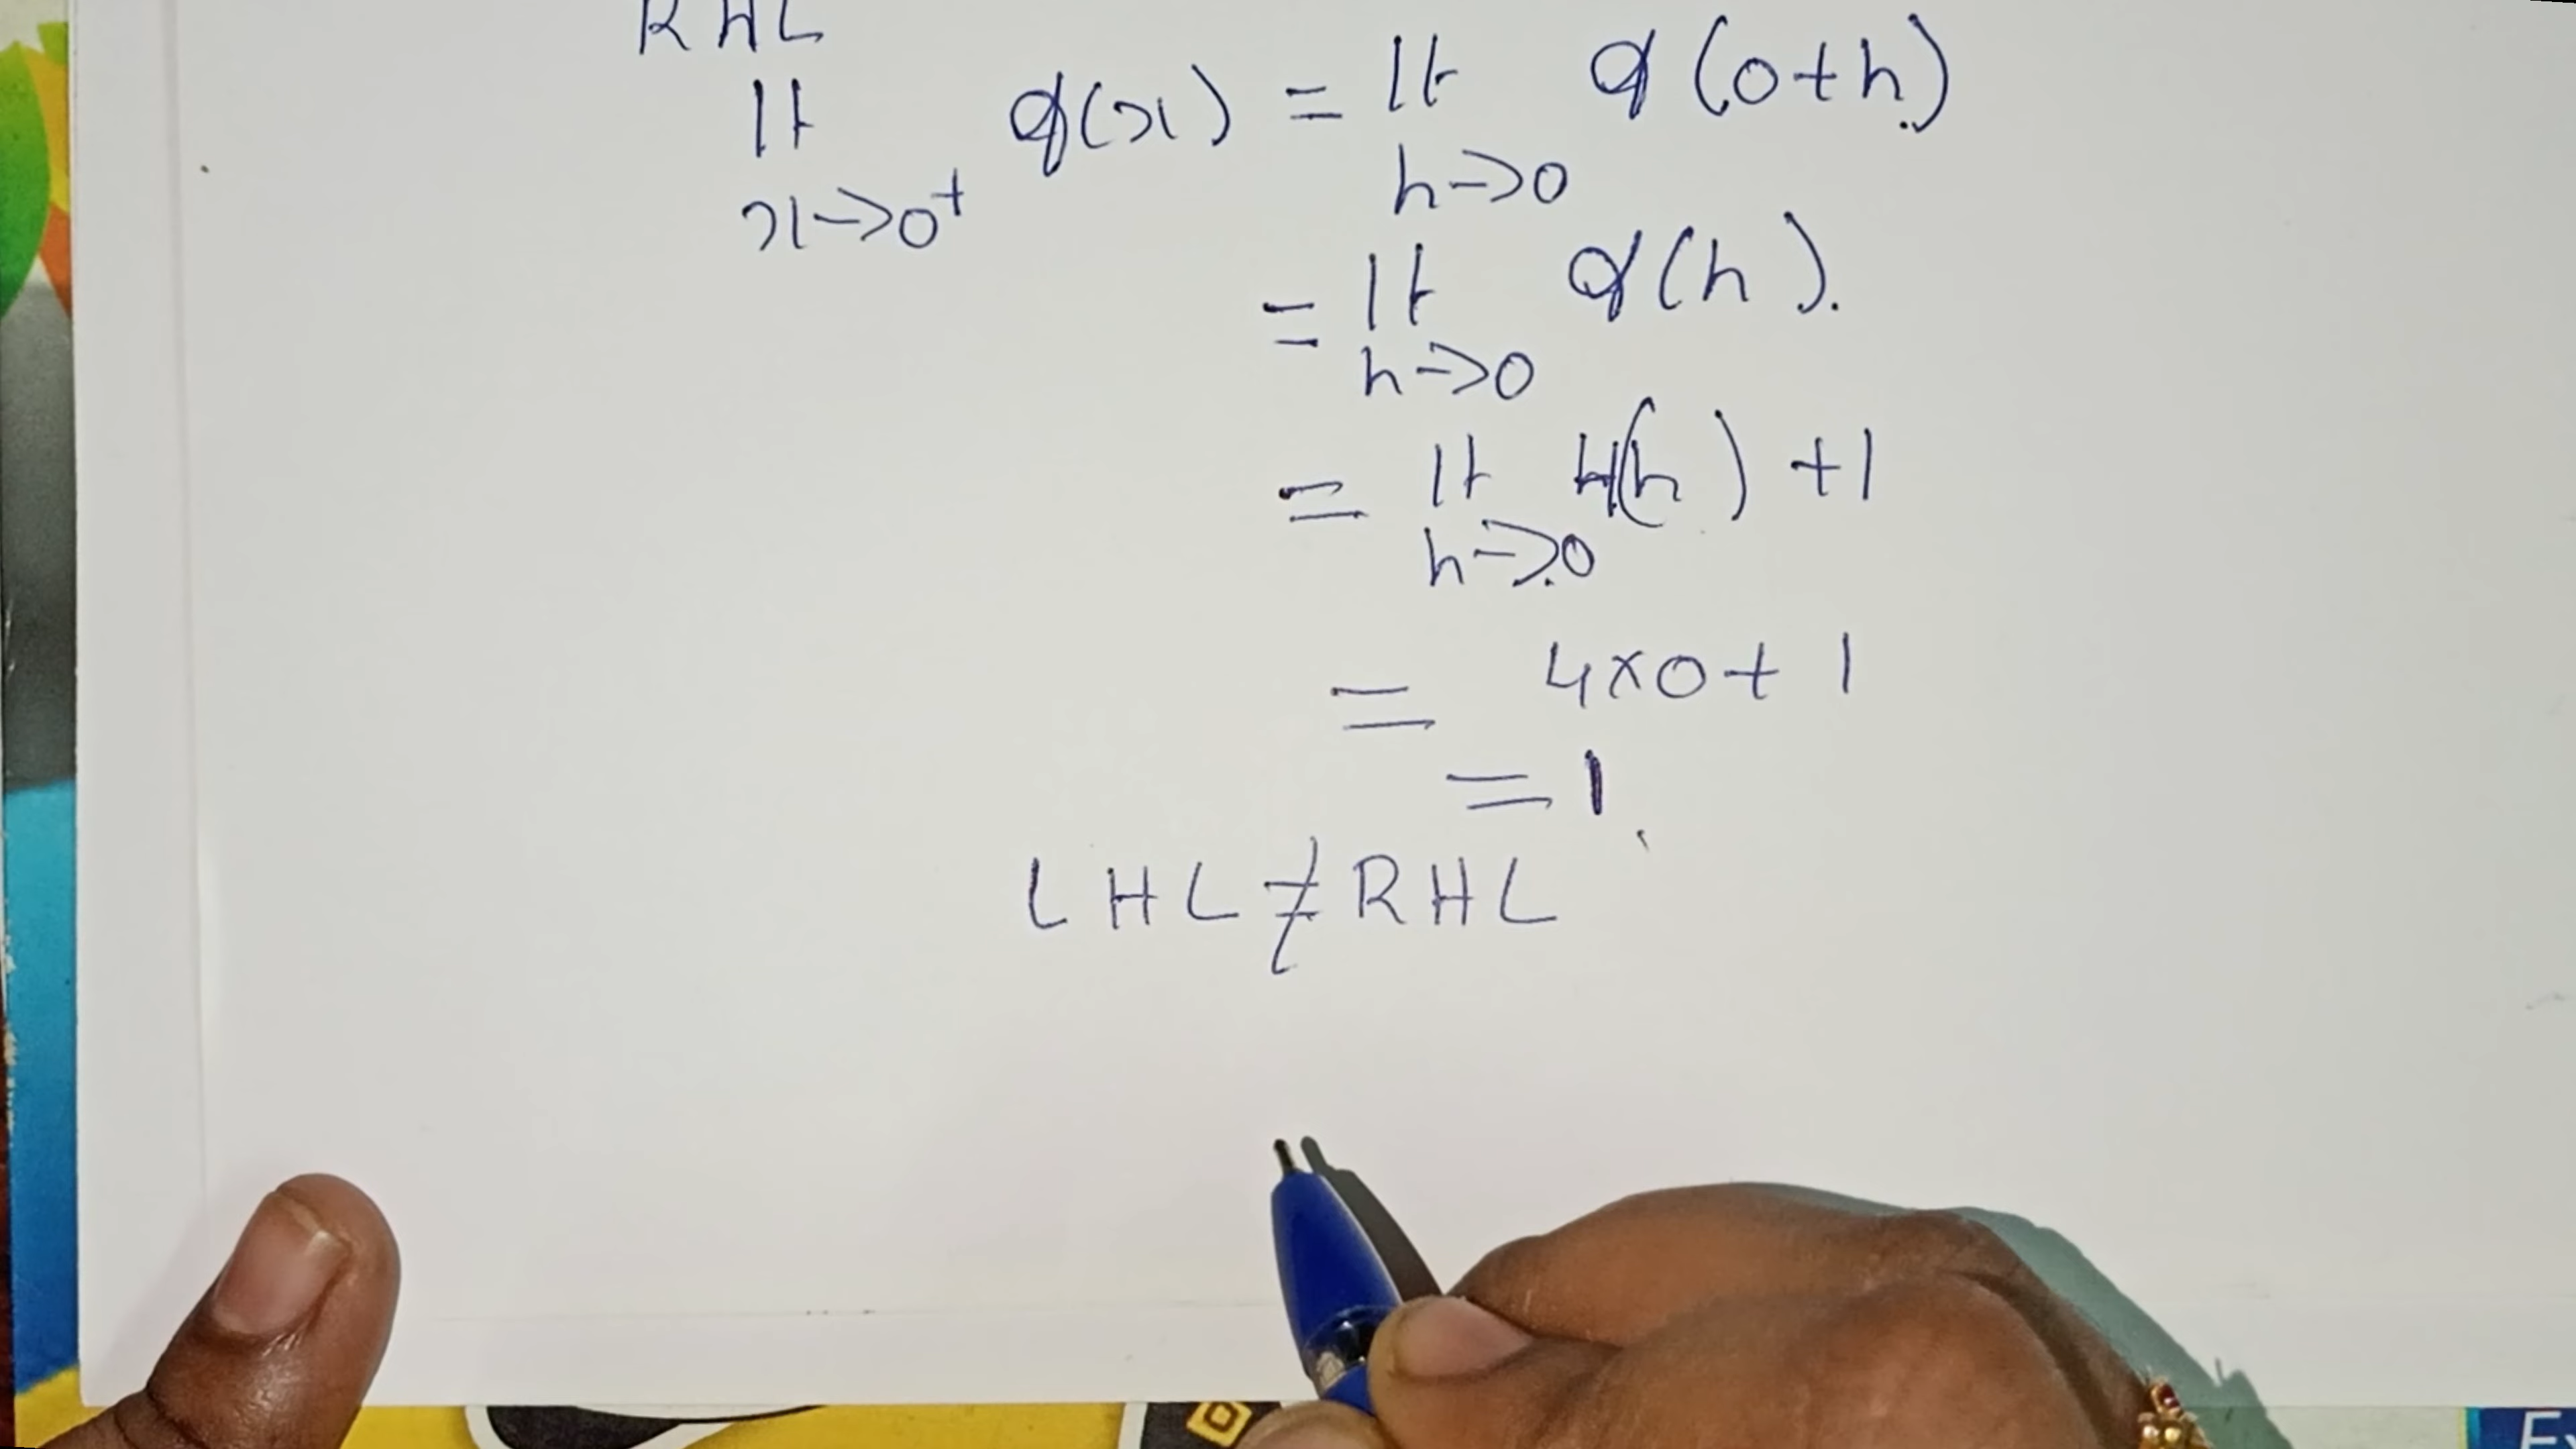 RHL
lt f(x) = lt f(0+h)
x→0⁺ h→0
= lt f(h).
h→0
= lt 4(h) + 1
h→0
= 4×0+ 1
= 1
LHL ≠ RHL